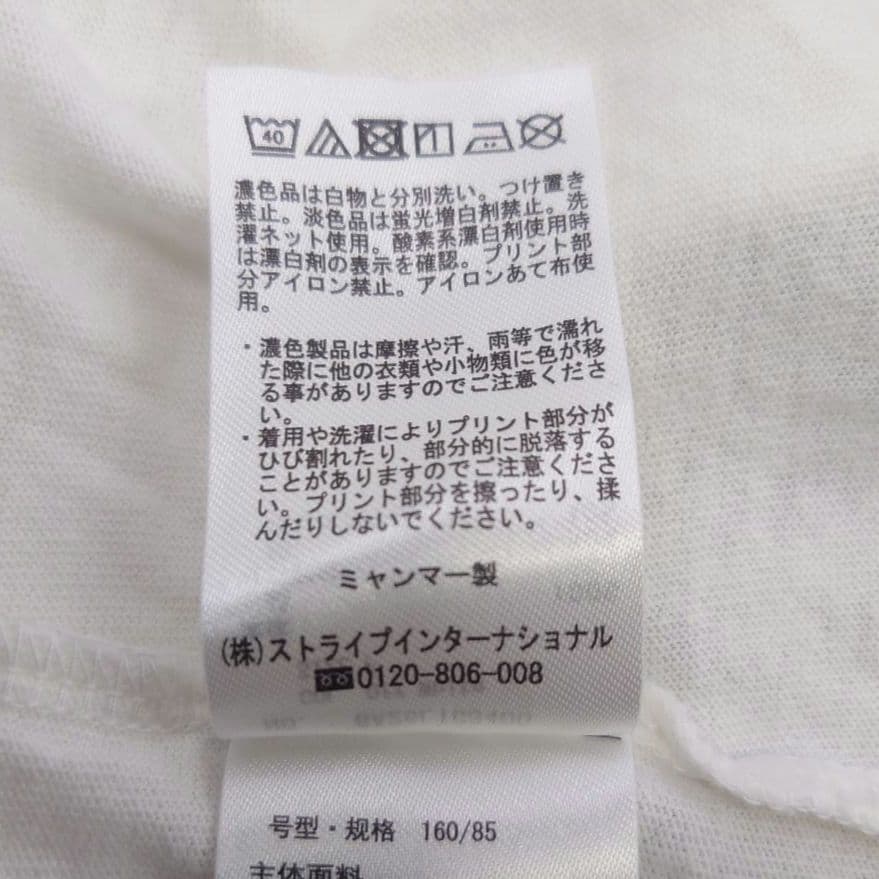 40
濃色品は白物と分別洗い。つけ置き
禁止。淡色品は蛍光増白剤禁止。洗
濯ネット使用。酸素系漂白剤使用時
は漂白剤の表示を確認。プリント部
分アイロン禁止。アイロンあて布使
用。
・濃色製品は摩擦や汗、雨等で濡れ
た際に他の衣類や小物類に色が移
る事がありますのでご注意くださ
い。
・着用や洗濯によりプリント部分が
ひび割れたり、部分的に脱落する
ことがありますのでご注意くださ
い。プリント部分を擦ったり、揉
んだりしないでください。
ミャンマー製
(株)ストライプインターナショナル
0120-806-008
号型・规格 160/85
主体面料